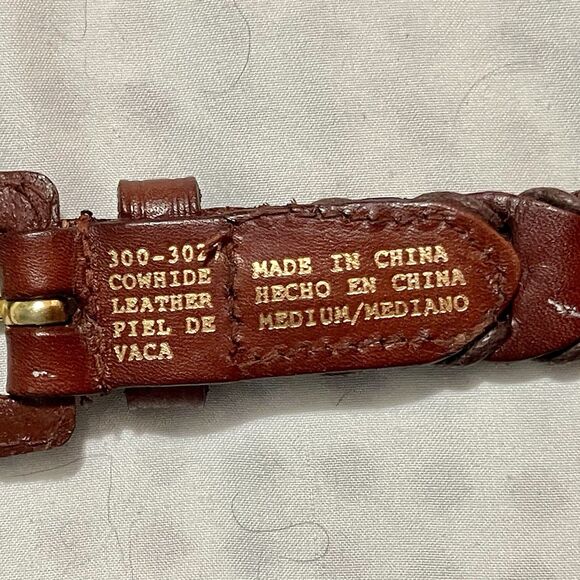 300-302
COWHIDE
LEATHER
PIEL DE
VACA
MADE IN CHINA
HECHO EN CHINA
MEDIUM/MEDIANO